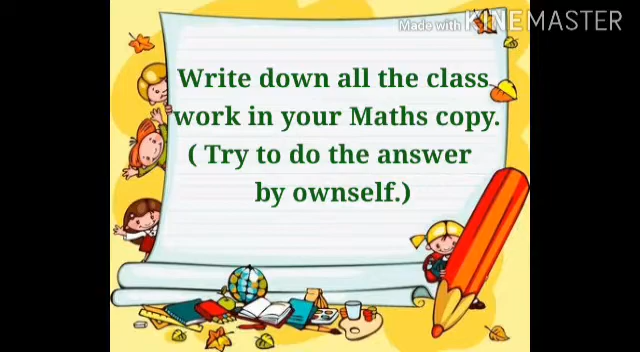 Made with KINEMASTER
Write down all the class
work in your Maths copy.
( Try to do the answer
by ownself.)